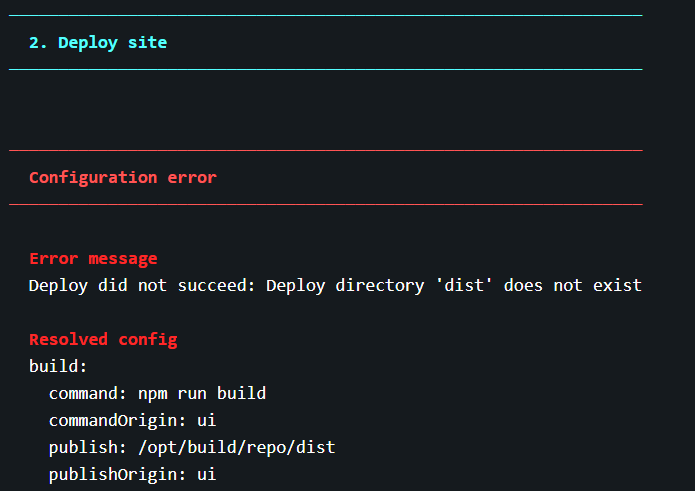 2. Deploy site
Configuration error
Error message
Deploy did not succeed: Deploy directory 'dist' does not exist
Resolved config
build:
  command: npm run build
  commandOrigin: ui
  publish: /opt/build/repo/dist
  publishOrigin: ui